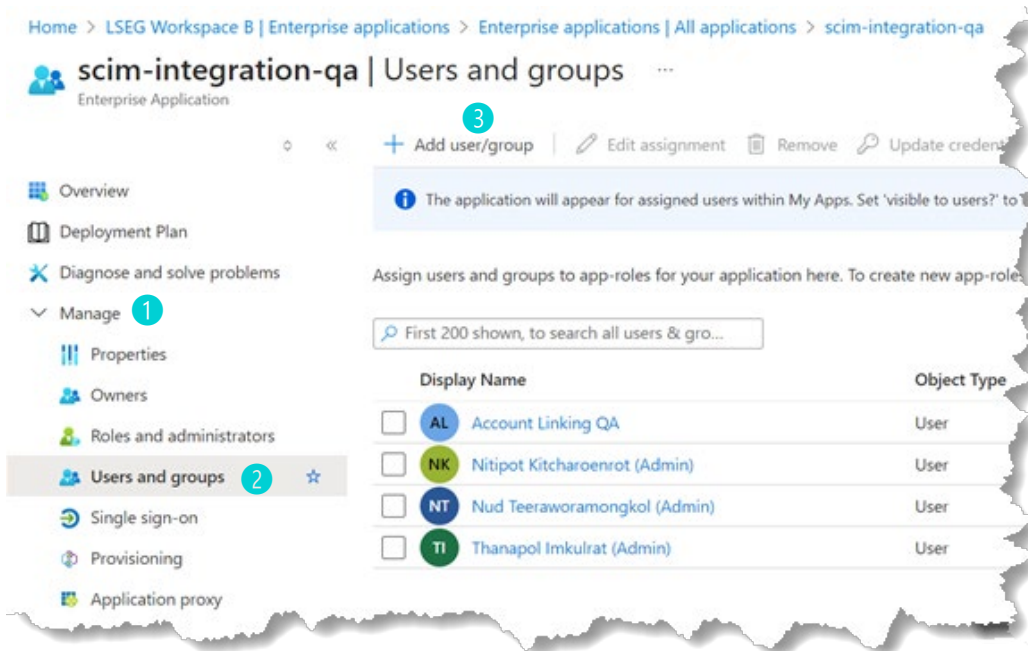 Home > LSEG Workspace B | Enterprise applications > Enterprise applications | All applications > scim-integration-qa
scim-integration-qa | Users and groups ...
Enterprise Application
3
Add user/group
Edit assignment
Remove
Update
Overview
Deployment Plan
Diagnose and solve problems
Manage 1
Properties
Owners
Roles and administrators
Users and groups 2
Single sign-on
Provisioning
Application proxy
The application will appear for assigned users within My Apps. Set 'visible to users?' to
Assign users and groups to app-roles for your application here. To create new
First 200 shown, to search all users & gro...
Display Name Object Type
AL Account Linking QA User
NK Nitipot Kitcharoenrot (Admin) User
NT Nud Teeraworamongkol (Admin) User
TI Thanapol Imkulrat (Admin) User